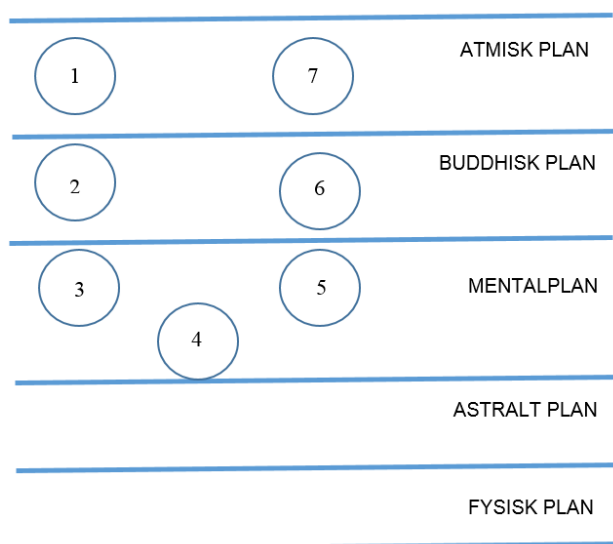 ATMISK PLAN
1 7
BUDDHISK PLAN
2 6
MENTALPLAN
3 5
4
ASTRALT PLAN
FYSISK PLAN